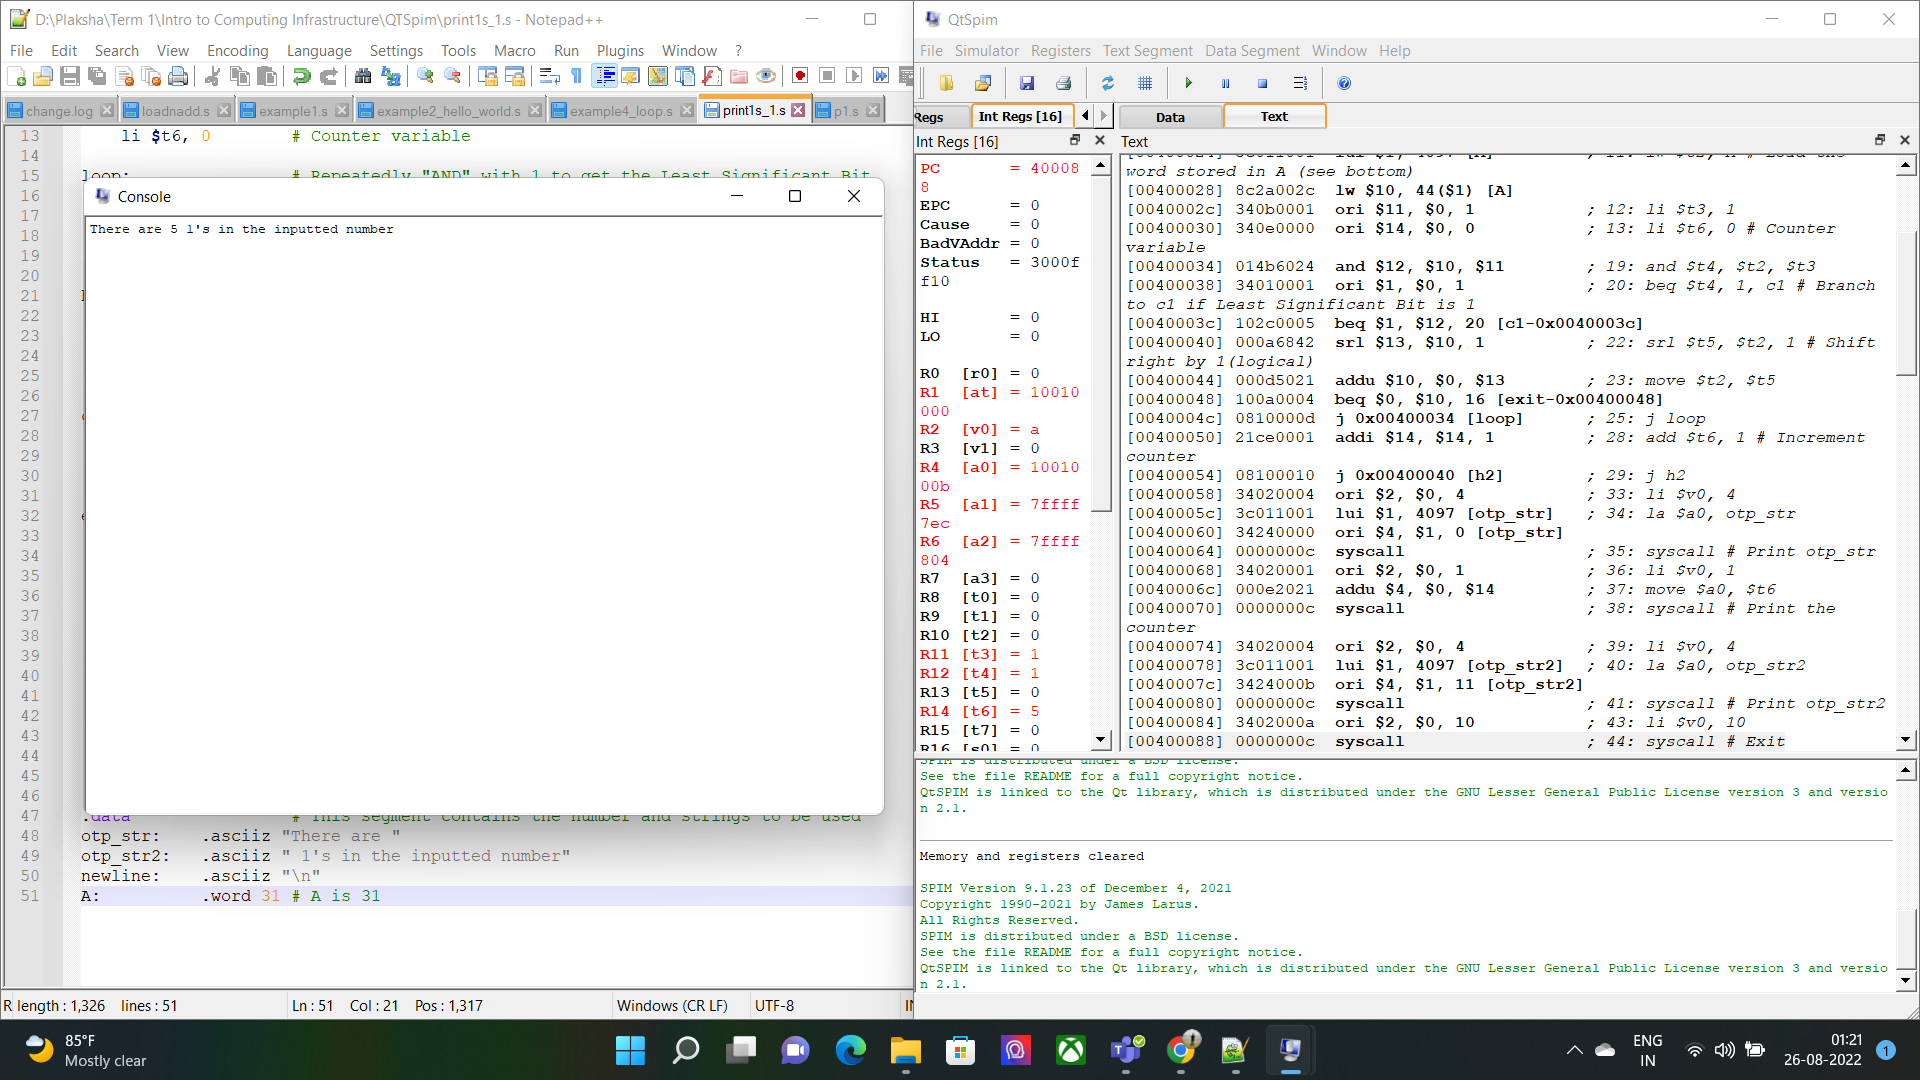 D:\Plaksha\Term 1\Intro to Computing Infrastructure\QTSpim\print1s_1.s - Notepad++
File Edit Search View Encoding Language Settings Tools Macro Run Plugins Window ?
change.log loadnadd.s example1.s example2_hello_world.s example4_loop.s print1s_1.s p1.s
13 li $t6, 0 # Counter variable
14
15 loop: # Repeatedly "AND" with 1 to get the Least Significant Bit
16
17
18
19
20
21
22
23
24
25
26
27
28
29
30
31
32
33
34
35
36
37
38
39
40
41
42
43
44
45
46
47 .data # This segment contains the number and strings to be used
48 otp_str: .asciiz "There are "
49 otp_str2: .asciiz " 1's in the inputted number"
50 newline: .asciiz "\n"
51 A: .word 31 # A is 31
R length : 1,326 lines : 51 Ln : 51 Col : 21 Pos : 1,317 Windows (CR LF) UTF-8
Console
There are 5 1's in the inputted number
QtSpim
File Simulator Registers Text Segment Data Segment Window Help
Regs Int Regs [16] Data Text
Int Regs [16]
PC = 40008
8
EPC = 0
Cause = 0
BadVAddr = 0
Status = 3000f
f10
HI = 0
LO = 0
R0 [r0] = 0
R1 [at] = 10010
000
R2 [v0] = a
R3 [v1] = 0
R4 [a0] = 10010
00b
R5 [a1] = 7ffff
7ec
R6 [a2] = 7ffff
804
R7 [a3] = 0
R8 [t0] = 0
R9 [t1] = 0
R10 [t2] = 0
R11 [t3] = 1
R12 [t4] = 1
R13 [t5] = 0
R14 [t6] = 5
R15 [t7] = 0
R16 [s0] = 0
Text
[00400024] 3c011001 lui $1, 4097 [A] ; 11: lw $t2, A # Load the
word stored in A (see bottom)
[00400028] 8c2a002c lw $10, 44($1) [A]
[0040002c] 340b0001 ori $11, $0, 1 ; 12: li $t3, 1
[00400030] 340e0000 ori $14, $0, 0 ; 13: li $t6, 0 # Counter
variable
[00400034] 014b6024 and $12, $10, $11 ; 19: and $t4, $t2, $t3
[00400038] 34010001 ori $1, $0, 1 ; 20: beq $t4, 1, c1 # Branch
to c1 if Least Significant Bit is 1
[0040003c] 102c0005 beq $1, $12, 20 [c1-0x0040003c]
[00400040] 000a6842 srl $13, $10, 1 ; 22: srl $t5, $t2, 1 # Shift
right by 1(logical)
[00400044] 000d5021 addu $10, $0, $13 ; 23: move $t2, $t5
[00400048] 100a0004 beq $0, $10, 16 [exit-0x00400048]
[0040004c] 0810000d j 0x00400034 [loop] ; 25: j loop
[00400050] 21ce0001 addi $14, $14, 1 ; 28: add $t6, 1 # Increment
counter
[00400054] 08100010 j 0x00400040 [h2] ; 29: j h2
[00400058] 34020004 ori $2, $0, 4 ; 33: li $v0, 4
[0040005c] 3c011001 lui $1, 4097 [otp_str] ; 34: la $a0, otp_str
[00400060] 34240000 ori $4, $1, 0 [otp_str]
[00400064] 0000000c syscall ; 35: syscall # Print otp_str
[00400068] 34020001 ori $2, $0, 1 ; 36: li $v0, 1
[0040006c] 000e2021 addu $4, $0, $14 ; 37: move $a0, $t6
[00400070] 0000000c syscall ; 38: syscall # Print the
counter
[00400074] 34020004 ori $2, $0, 4 ; 39: li $v0, 4
[00400078] 3c011001 lui $1, 4097 [otp_str2] ; 40: la $a0, otp_str2
[0040007c] 3424000b ori $4, $1, 11 [otp_str2]
[00400080] 0000000c syscall ; 41: syscall # Print otp_str2
[00400084] 3402000a ori $2, $0, 10 ; 43: li $v0, 10
[00400088] 0000000c syscall ; 44: syscall # Exit
SPIM is distributed under a BSD license.
See the file README for a full copyright notice.
QtSPIM is linked to the Qt library, which is distributed under the GNU Lesser General Public License version 3 and versio
n 2.1.
Memory and registers cleared
SPIM Version 9.1.23 of December 4, 2021
Copyright 1990-2021 by James Larus.
All Rights Reserved.
SPIM is distributed under a BSD license.
See the file README for a full copyright notice.
QtSPIM is linked to the Qt library, which is distributed under the GNU Lesser General Public License version 3 and versio
n 2.1.
85°F
Mostly clear
ENG
IN
01:21
26-08-2022
1